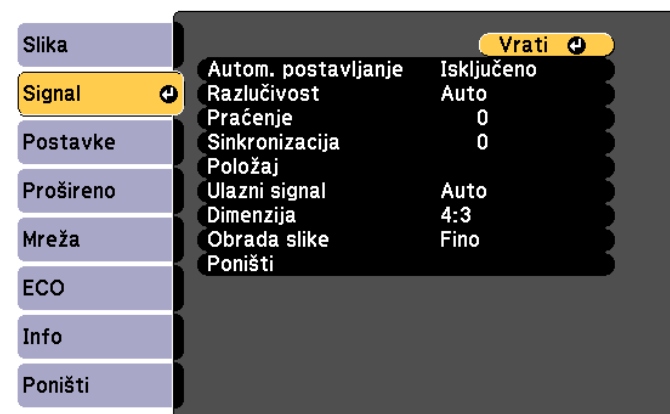 Slika
Signal
Postavke
Prošireno
Mreža
ECO
Info
Poništi
Vrati
Autom. postavljanje Isključeno
Razlučivost Auto
Praćenje 0
Sinkronizacija 0
Položaj
Ulazni signal Auto
Dimenzija 4:3
Obrada slike Fino
Poništi